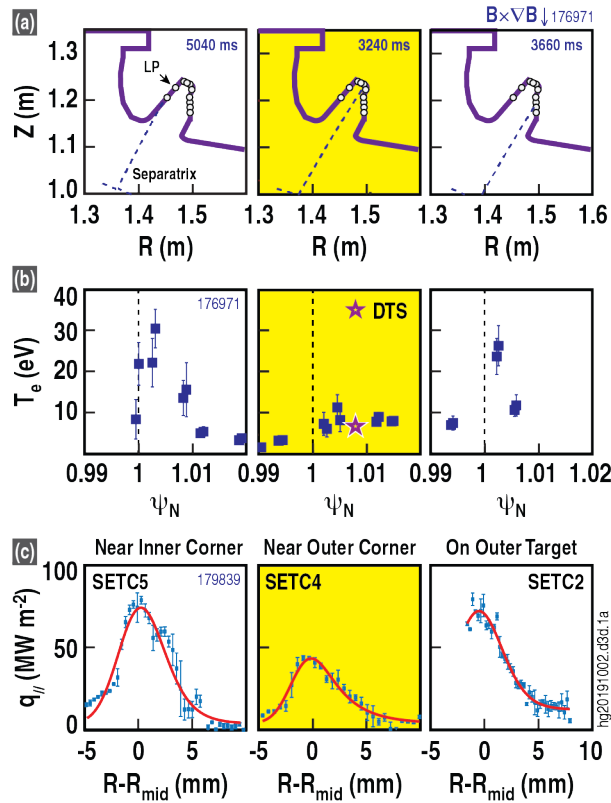 (a)
B×∇B↓ 176971
5040 ms
3240 ms
3660 ms
LP
Separatrix
Z (m)
1.3
1.2
1.1
1.0
1.3 1.4 1.5 1.3 1.4 1.5 1.3 1.4 1.5 1.6
R (m) R (m) R (m)
(b)
176971
DTS
Te (eV)
40
30
20
10
0
0.99 1 1.01 0.99 1 1.01 0.99 1 1.01 1.02
ψN ψN ψN
(c)
Near Inner Corner Near Outer Corner On Outer Target
SETC5 179839 SETC4 SETC2
q// (MW m-2)
100
50
0
-5 0 5 -5 0 5 -5 0 5 10
R-Rmid (mm) R-Rmid (mm) R-Rmid (mm)
hg20191002.d3d.1a